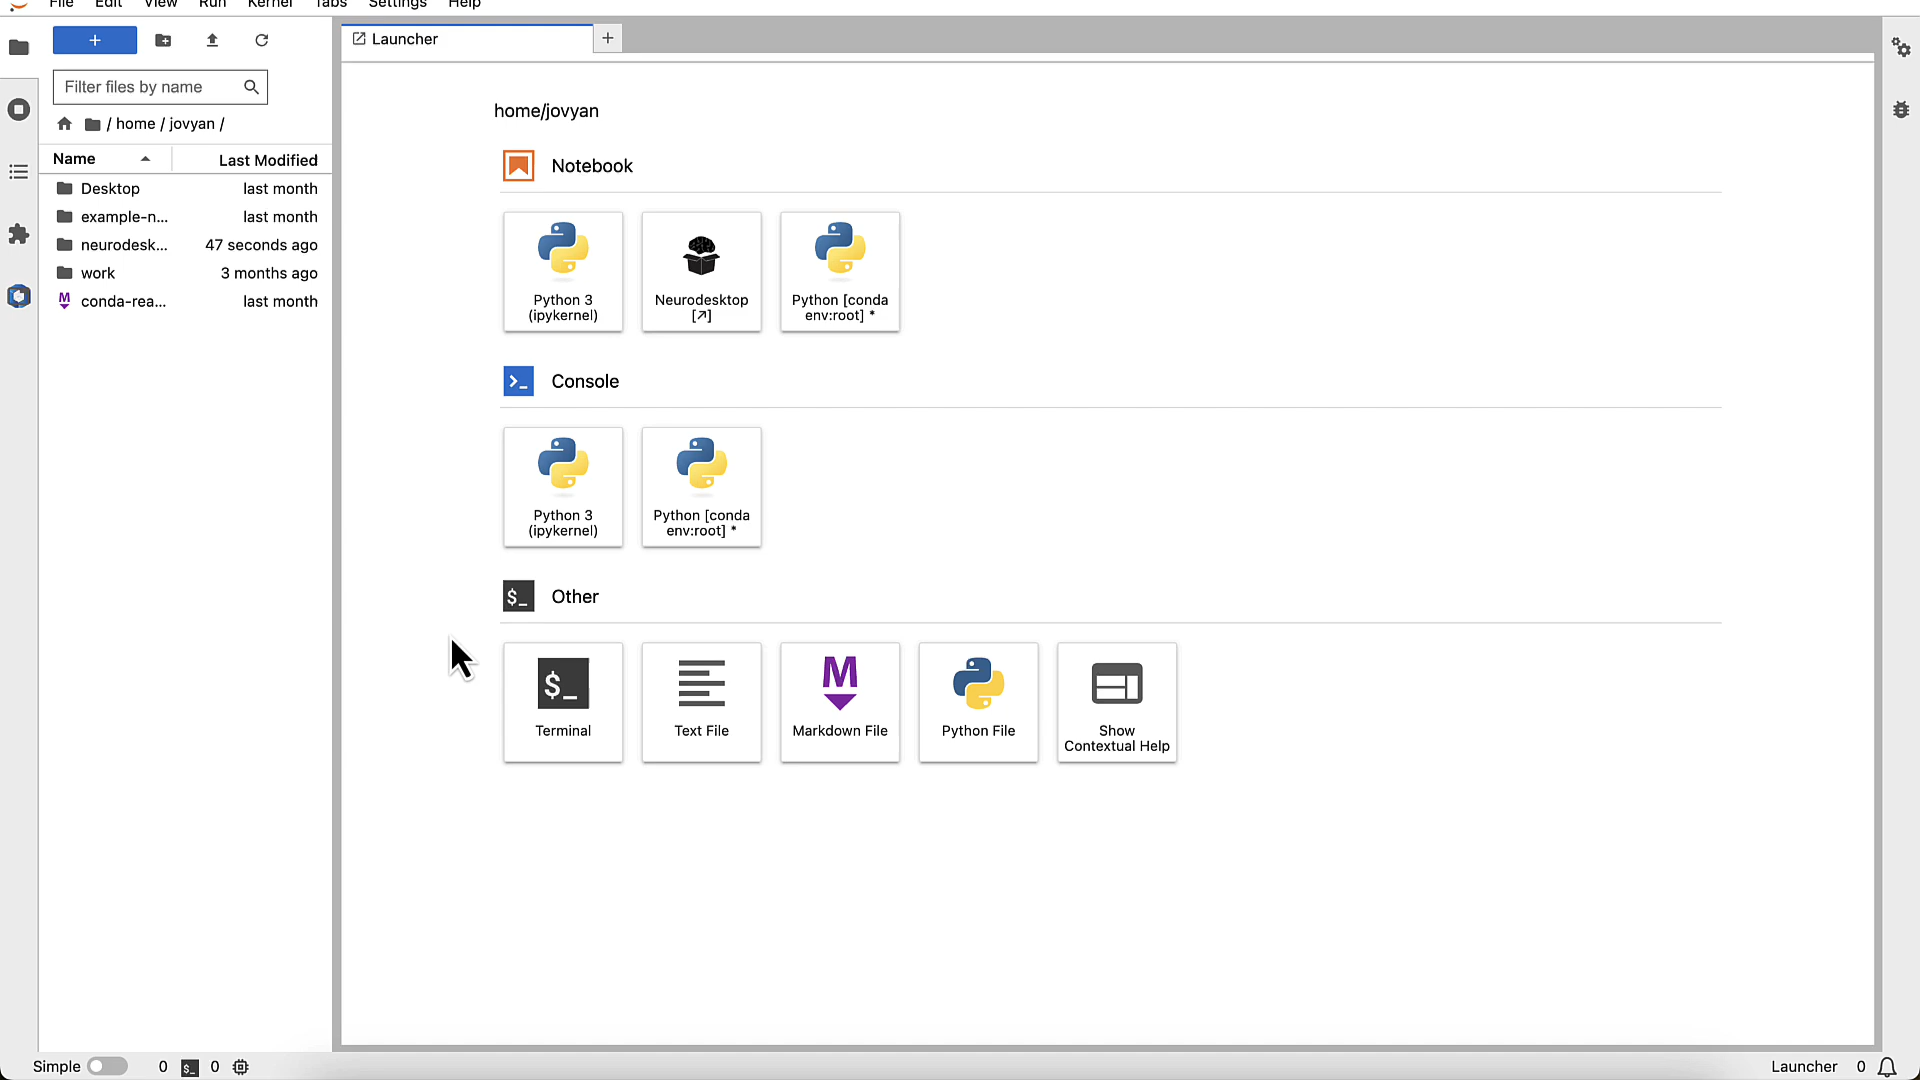 File Edit View Run Kernel Tabs Settings Help
+
Launcher
+
Filter files by name
/ home / jovyan /
Name Last Modified
Desktop last month
example-n... last month
neurodesk... 47 seconds ago
work 3 months ago
M conda-rea... last month
home/jovyan
Notebook
Python 3
(ipykernel)
Neurodesktop
[↗]
Python [conda
env:root] *
Console
Python 3
(ipykernel)
Python [conda
env:root] *
$_ Other
$_
Terminal
Text File
M
Markdown File
Python File
Show
Contextual Help
Simple 0 $_ 0 Launcher 0